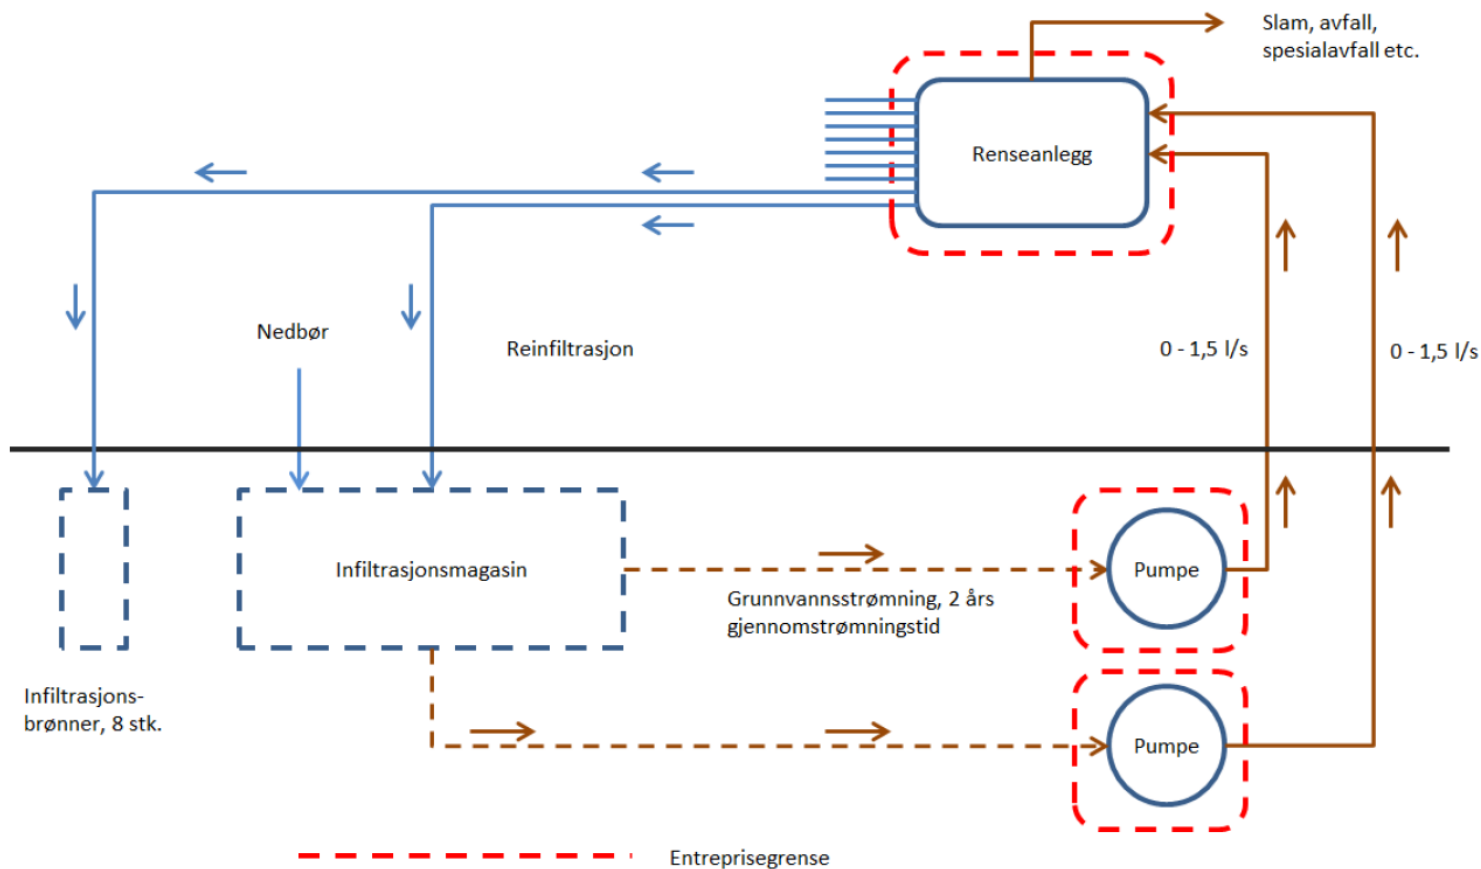 Slam, avfall,
spesialavfall etc.
Renseanlegg
Nedbør
Reinfiltrasjon
0 - 1,5 l/s
0 - 1,5 l/s
Infiltrasjonsmagasin
Pumpe
Grunnvannsstrømning, 2 års
gjennomstrømningstid
Infiltrasjons-
brønner, 8 stk.
Pumpe
Entreprisegrense